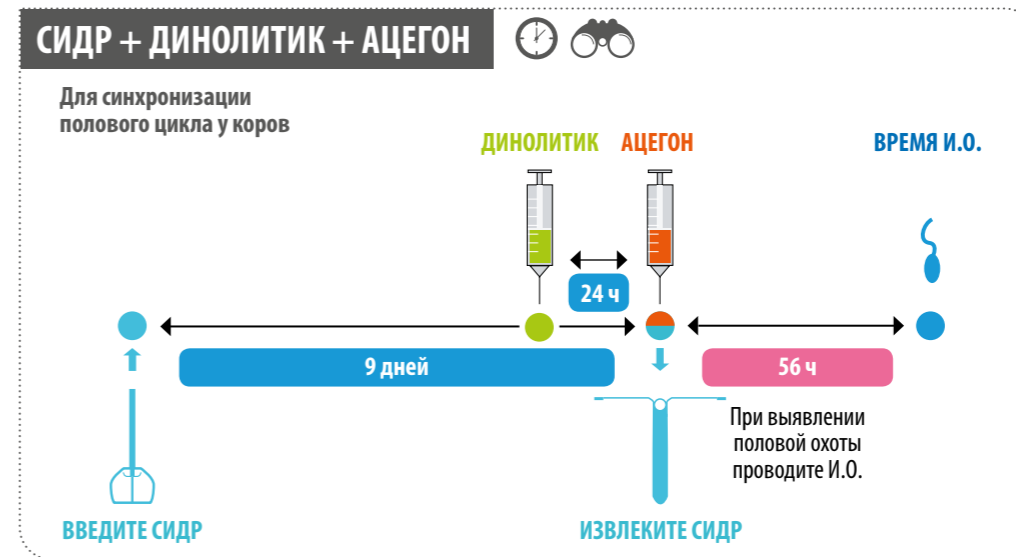 СИДР + ДИНОЛИТИК + АЦЕГОН
Для синхронизации
полового цикла у коров
ДИНОЛИТИК
АЦЕГОН
ВРЕМЯ И.О.
24 ч
9 дней
56 ч
При выявлении
половой охоты
проводите И.О.
ВВЕДИТЕ СИДР
ИЗВЛЕКИТЕ СИДР